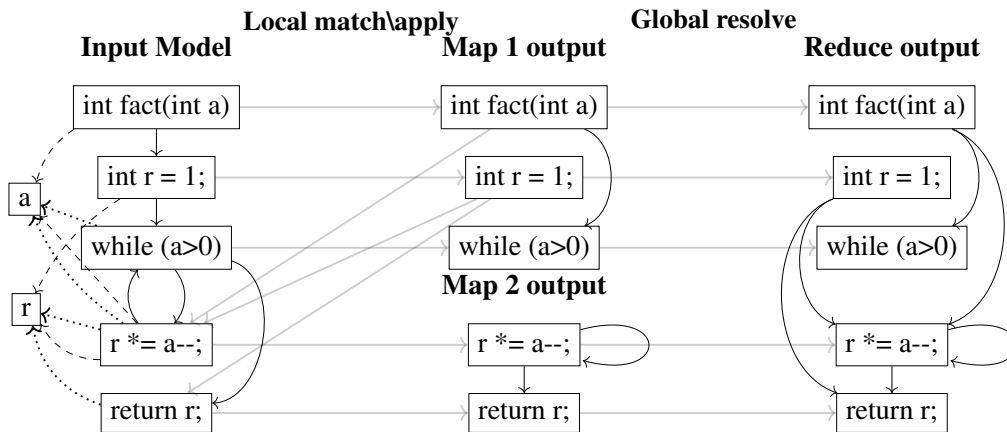 Local match\apply
Global resolve
Input Model
Map 1 output
Reduce output
int fact(int a)
int fact(int a)
int fact(int a)
int r = 1;
int r = 1;
int r = 1;
a
while (a>0)
while (a>0)
while (a>0)
Map 2 output
r
r *= a--;
r *= a--;
r *= a--;
return r;
return r;
return r;